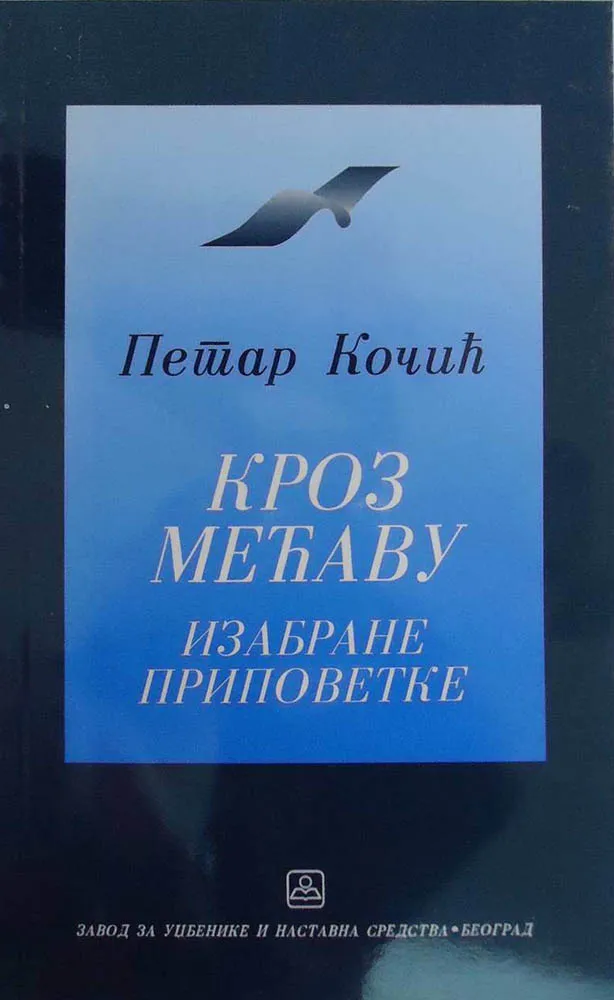 Петар Кочић
КРОЗ
МЕЋАВУ
ИЗАБРАНЕ
ПРИПОВЕТКЕ
ЗАВОД ЗА УЏБЕНИКЕ И НАСТАВНА СРЕДСТВА • БЕОГРАД